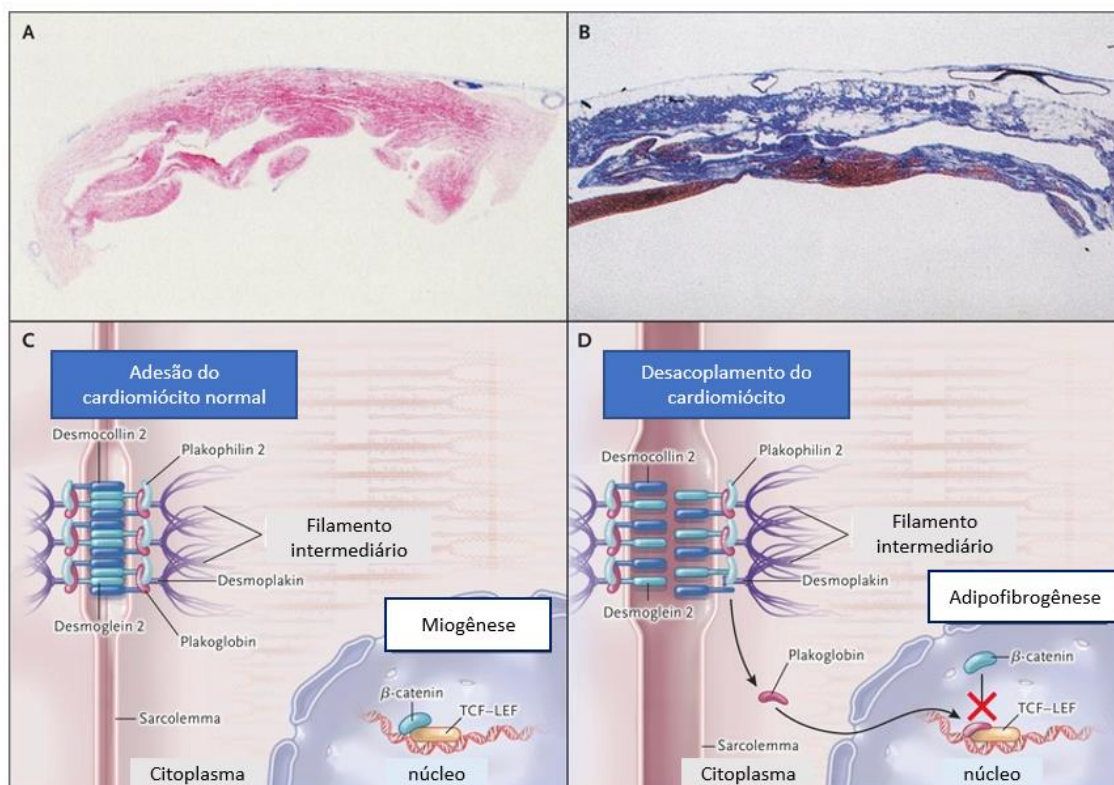 A
B
C
Adesão do
cardiomiócito normal
Desmocollin 2
Plakophilin 2
Filamento
intermediário
Desmoplakin
Desmoglein 2
Plakoglobin
Miogênese
β-catenin
TCF–LEF
Sarcolemma
Citoplasma
núcleo
D
Desacoplamento do
cardiomiócito
Desmocollin 2
Plakophilin 2
Filamento
intermediário
Desmoplakin
Desmoglein 2
Adipofibrogênese
Plakoglobin
β-catenin
TCF–LEF
Sarcolemma
Citoplasma
núcleo